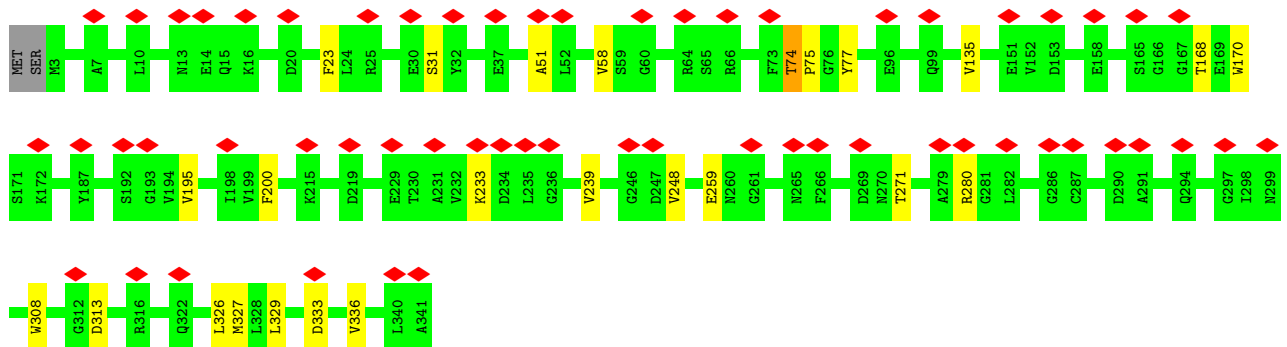 MET SER M3 A7 L10 N13 E14 Q15 K16 D20 F23 L24 R25 E30 S31 Y32 E37 A51 L52 V58 S59 G60 R64 S65 R66 F73 T74 P75 G76 Y77 E96 Q99 V135 E151 V152 D153 E158 S165 G166 G167 T168 E169 W170
S171 K172 Y187 S192 G193 V194 V195 I198 V199 F200 K215 D219 E229 T230 A231 V232 K233 D234 L235 G236 V239 G246 D247 V248 E259 N260 G261 N265 F266 D269 N270 T271 A279 R280 G281 L282 G286 C287 D290 A291 Q294 G297 I298 N299
W308 G312 D313 R316 Q322 L326 M327 L328 L329 D333 V336 L340 A341